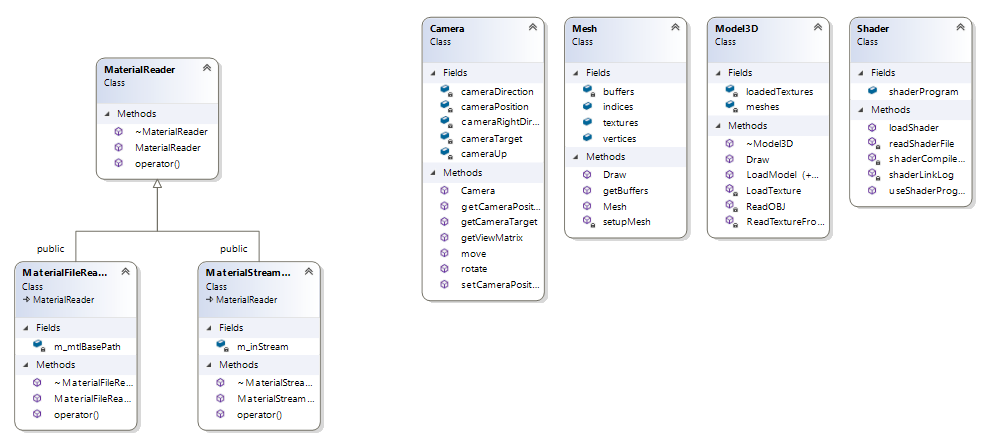 MaterialReader
Class
Methods
~MaterialReader
MaterialReader
operator()
public
public
MaterialFileRea...
Class
MaterialReader
Fields
m_mtlBasePath
Methods
~MaterialFileRe...
MaterialFileRea...
operator()
MaterialStream...
Class
MaterialReader
Fields
m_inStream
Methods
~MaterialStrea...
MaterialStream...
operator()
Camera
Class
Fields
cameraDirection
cameraPosition
cameraRightDir...
cameraTarget
cameraUp
Methods
Camera
getCameraPosit...
getCameraTarget
getViewMatrix
move
rotate
setCameraPosit...
Mesh
Class
Fields
buffers
indices
textures
vertices
Methods
Draw
getBuffers
Mesh
setupMesh
Model3D
Class
Fields
loadedTextures
meshes
Methods
~Model3D
Draw
LoadModel (+...
LoadTexture
ReadOBJ
ReadTextureFro...
Shader
Class
Fields
shaderProgram
Methods
loadShader
readShaderFile
shaderCompile...
shaderLinkLog
useShaderProg...